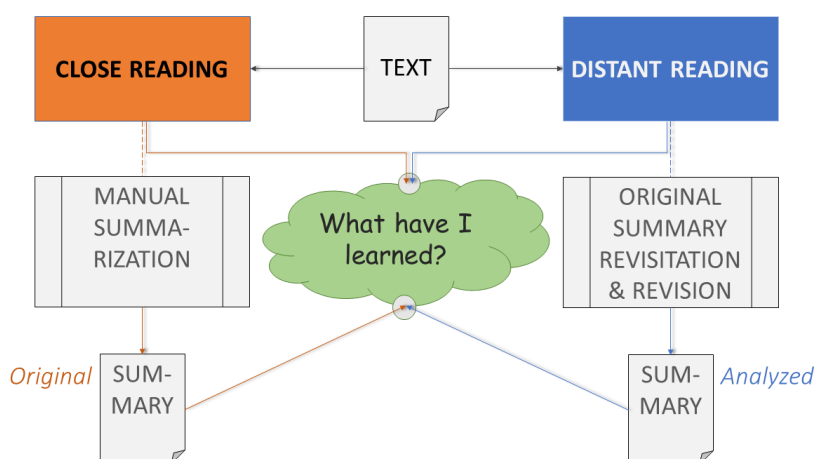 CLOSE READING
TEXT
DISTANT READING
MANUAL
SUMMA-
RIZATION
What have I
learned?
ORIGINAL
SUMMARY
REVISITATION
& REVISION
Original
SUM-
MARY
SUM-
MARY
Analyzed